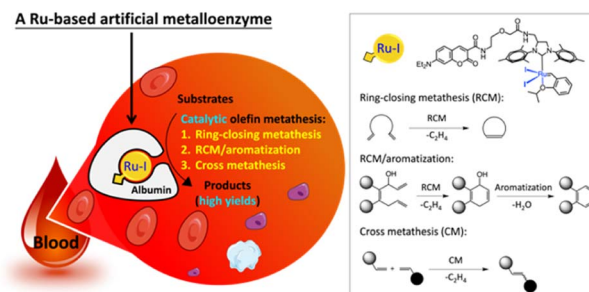 A Ru-based artificial metalloenzyme
Substrates
Catalytic olefin metathesis:
1. Ring-closing metathesis
2. RCM/aromatization
3. Cross metathesis
Ru-I
Albumin
Products
(high yields)
Blood
Ru-I
Et₂N
O
O
O
N
H
O
O
H
N
N
N
I
I
Ru
O
Ring-closing metathesis (RCM):
RCM
-C₂H₄
RCM/aromatization:
OH
RCM
-C₂H₄
OH
Aromatization
-H₂O
Cross metathesis (CM):
+
CM
-C₂H₄